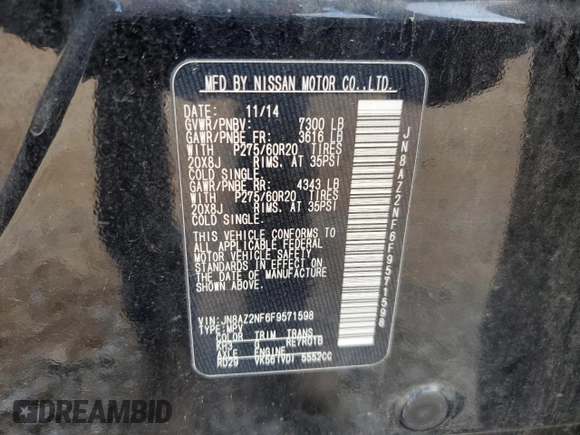 MFD BY NISSAN MOTOR CO.,LTD.
DATE: 11/14
GVWR/PNBV: 7300 LB
GAWR/PNBE FR: 3616 LB
WITH P275/60R20 TIRES
20X8J RIMS, AT 35PSI
COLD SINGLE.
GAWR/PNBE RR: 4343 LB
WITH P275/60R20 TIRES
20X8J RIMS, AT 35PSI
COLD SINGLE.
THIS VEHICLE CONFORMS TO
ALL APPLICABLE FEDERAL
MOTOR VEHICLE SAFETY
STANDARDS IN EFFECT ON
THE DATE OF MANUFACTURE
SHOWN ABOVE.
VIN: JN8AZ2NF6F9571598
TYPE: MPV
COLOR TRIM TRANS
KH3 RE7R01B
AXLE ENGINE
RD29 VK56(VD) 5552CC
JN8AZ2NF6F9571598
DREAMBID